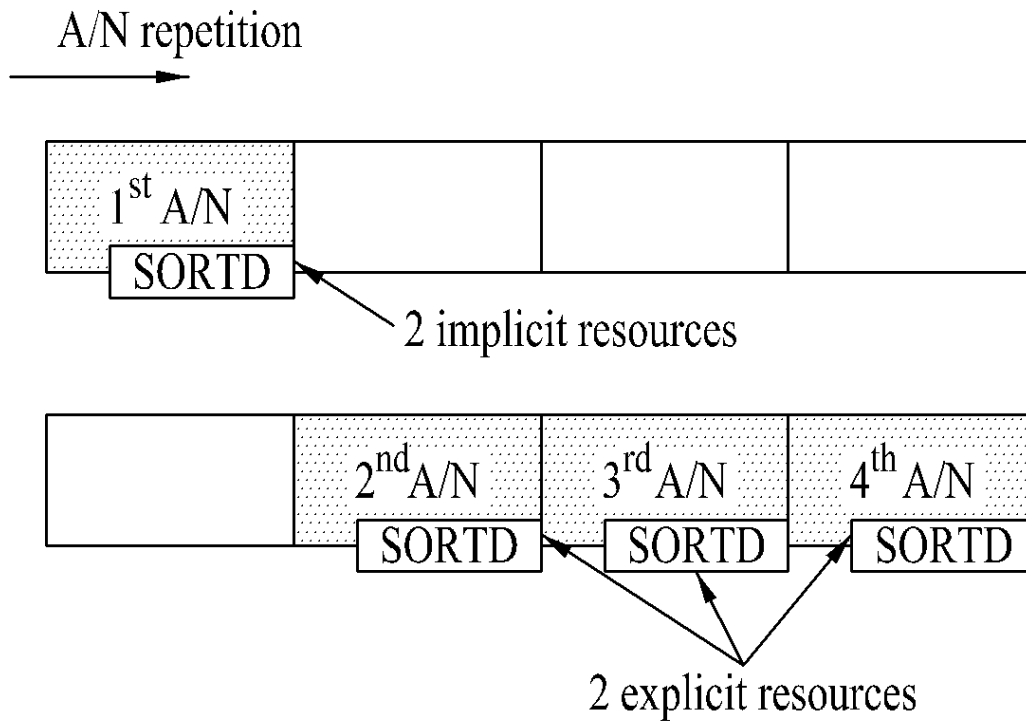 A/N repetition
1st A/N
SORTD
2 implicit resources
2nd A/N 3rd A/N 4th A/N
SORTD SORTD SORTD
2 explicit resources